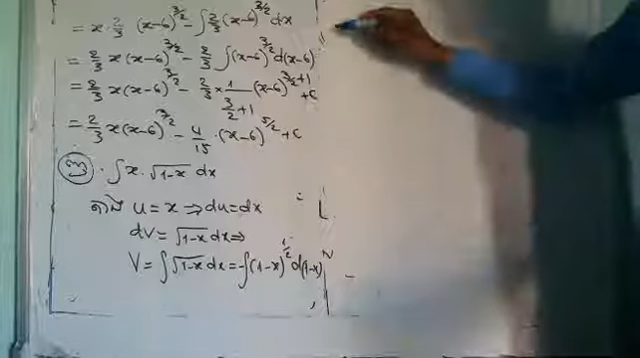 = x · 2/3 (x-6)^3/2 - ∫ 2/3 (x-6)^3/2 dx
= 2/3 x(x-6)^3/2 - 2/3 ∫ (x-6)^3/2 d(x-6)
= 2/3 x(x-6)^3/2 - 2/3 × 1/(3/2+1) (x-6)^3/2+1 + c
= 2/3 x(x-6)^3/2 - 4/15 · (x-6)^5/2 + c
· ∫ x · √1-x dx
តាង u = x ⇒ du = dx
dV = √1-x dx ⇒
V = ∫ √1-x dx = -∫ (1-x)^1/2 d(1-x)